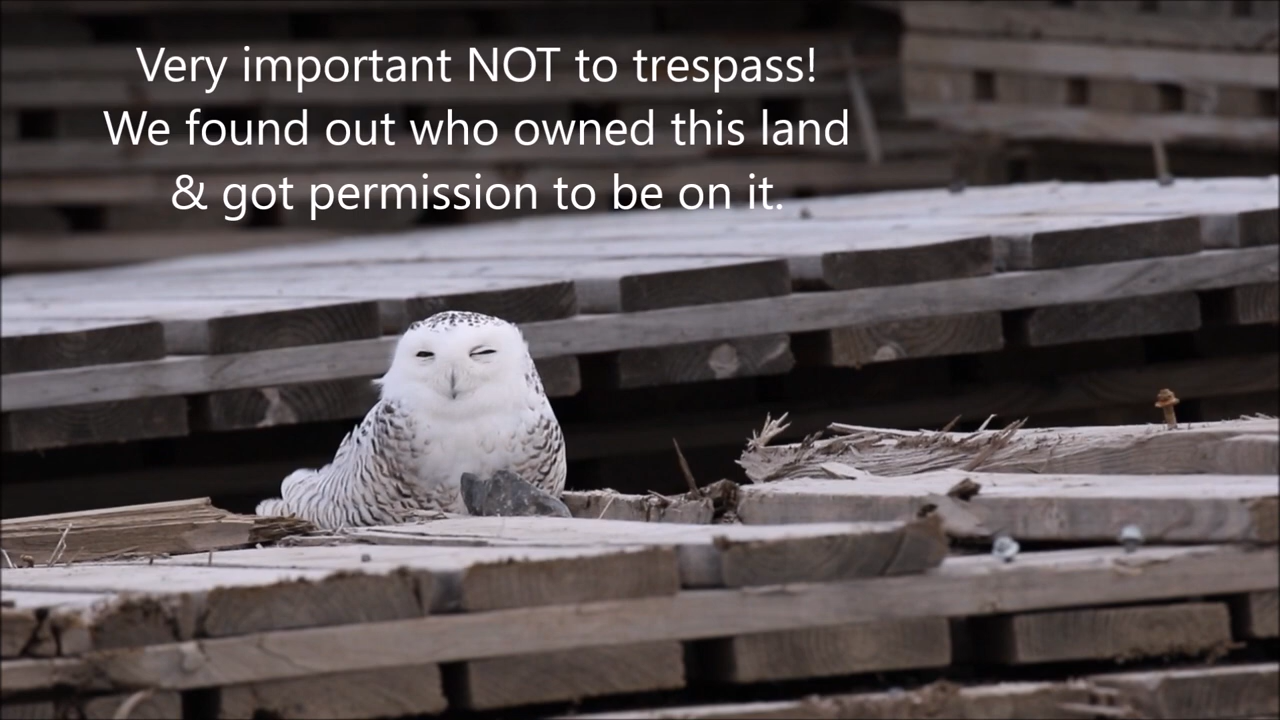 Very important NOT to trespass!
We found out who owned this land
& got permission to be on it.